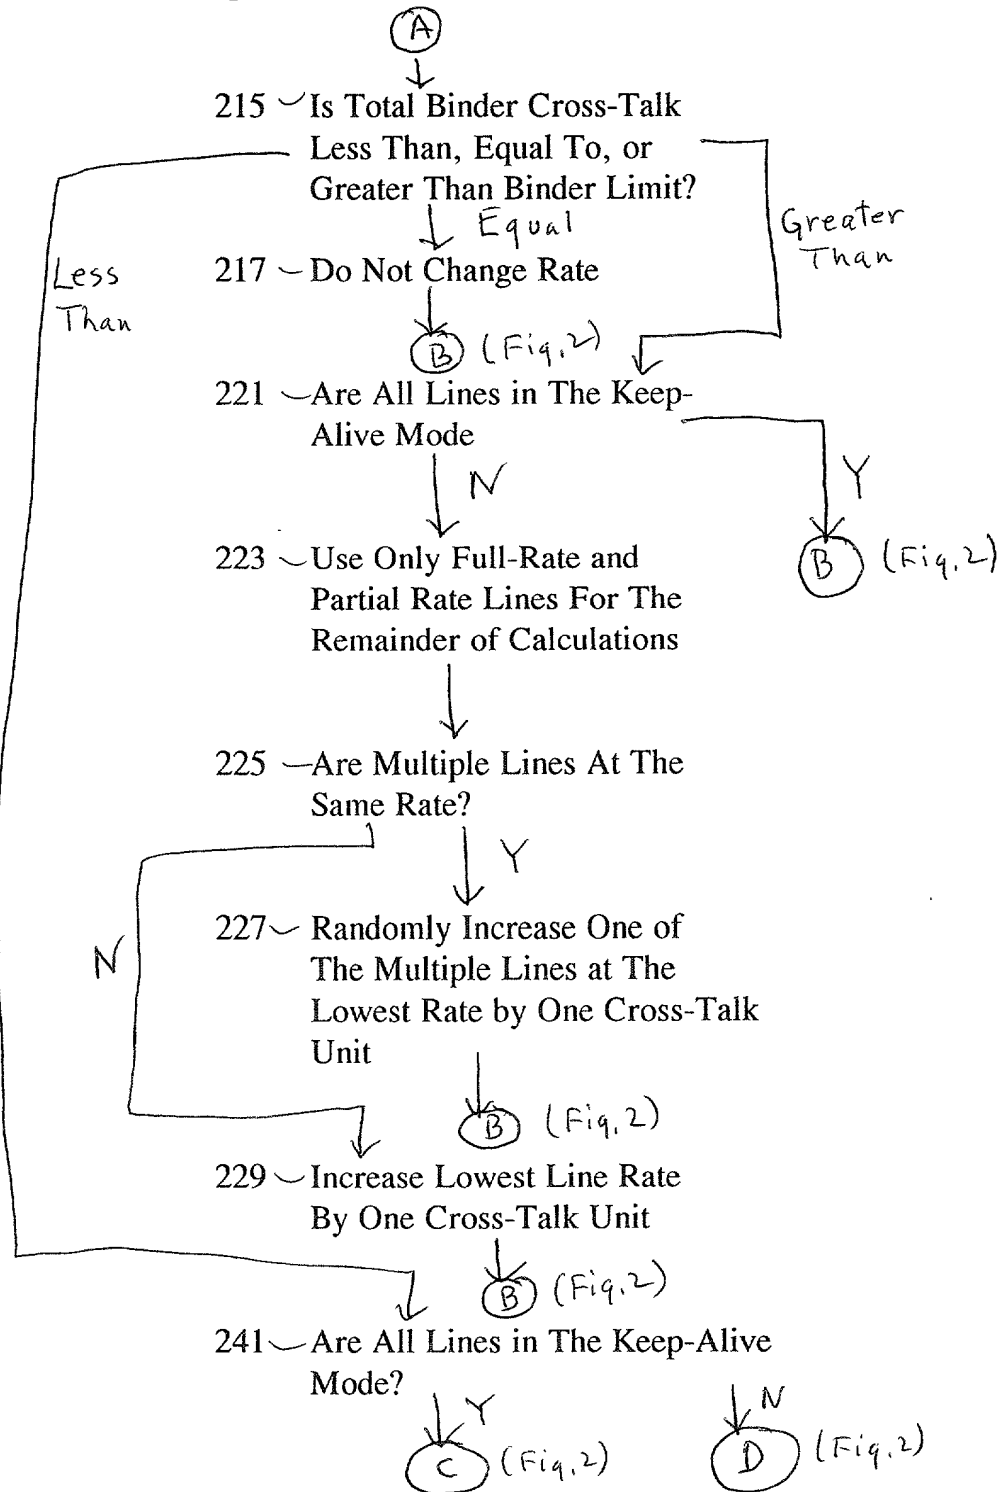 A
215 Is Total Binder Cross-Talk
Less Than, Equal To, or
Greater Than Binder Limit?
Equal
Greater
Than
Less
Than
217 Do Not Change Rate
B (Fig. 2)
221 Are All Lines in The Keep-
Alive Mode
N
Y
B (Fig. 2)
223 Use Only Full-Rate and
Partial Rate Lines For The
Remainder of Calculations
225 Are Multiple Lines At The
Same Rate?
Y
N
227 Randomly Increase One of
The Multiple Lines at The
Lowest Rate by One Cross-Talk
Unit
B (Fig. 2)
229 Increase Lowest Line Rate
By One Cross-Talk Unit
B (Fig. 2)
241 Are All Lines in The Keep-Alive
Mode?
Y
N
C (Fig. 2)
D (Fig. 2)